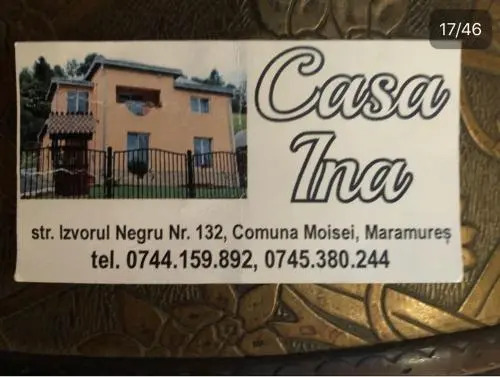 17/46
Casa
Ina
str. Izvorul Negru Nr. 132, Comuna Moisei, Maramureș
tel. 0744.159.892, 0745.380.244